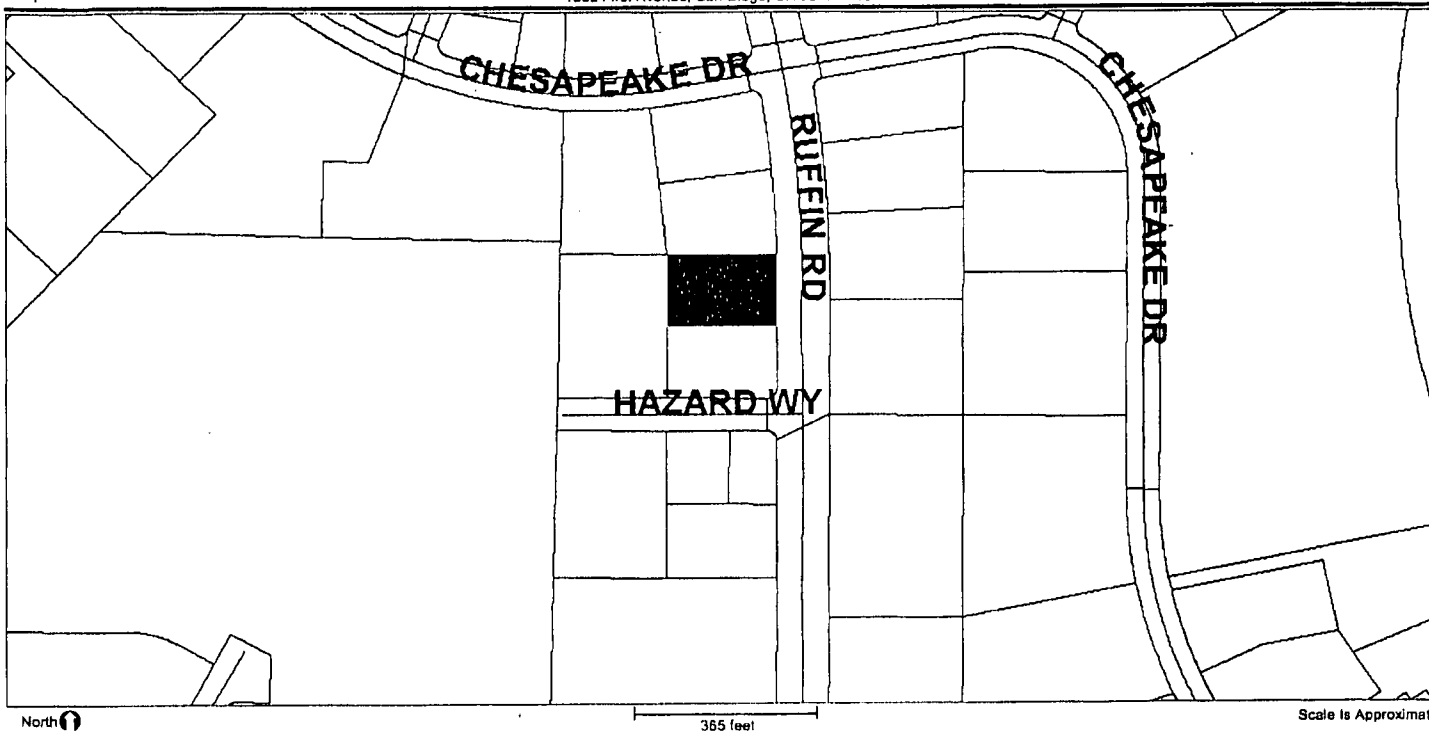 CHESAPEAKE DR
CHESAPEAKE DR
RUFFIN RD
HAZARD WY
North
365 feet
Scale Is Approximat